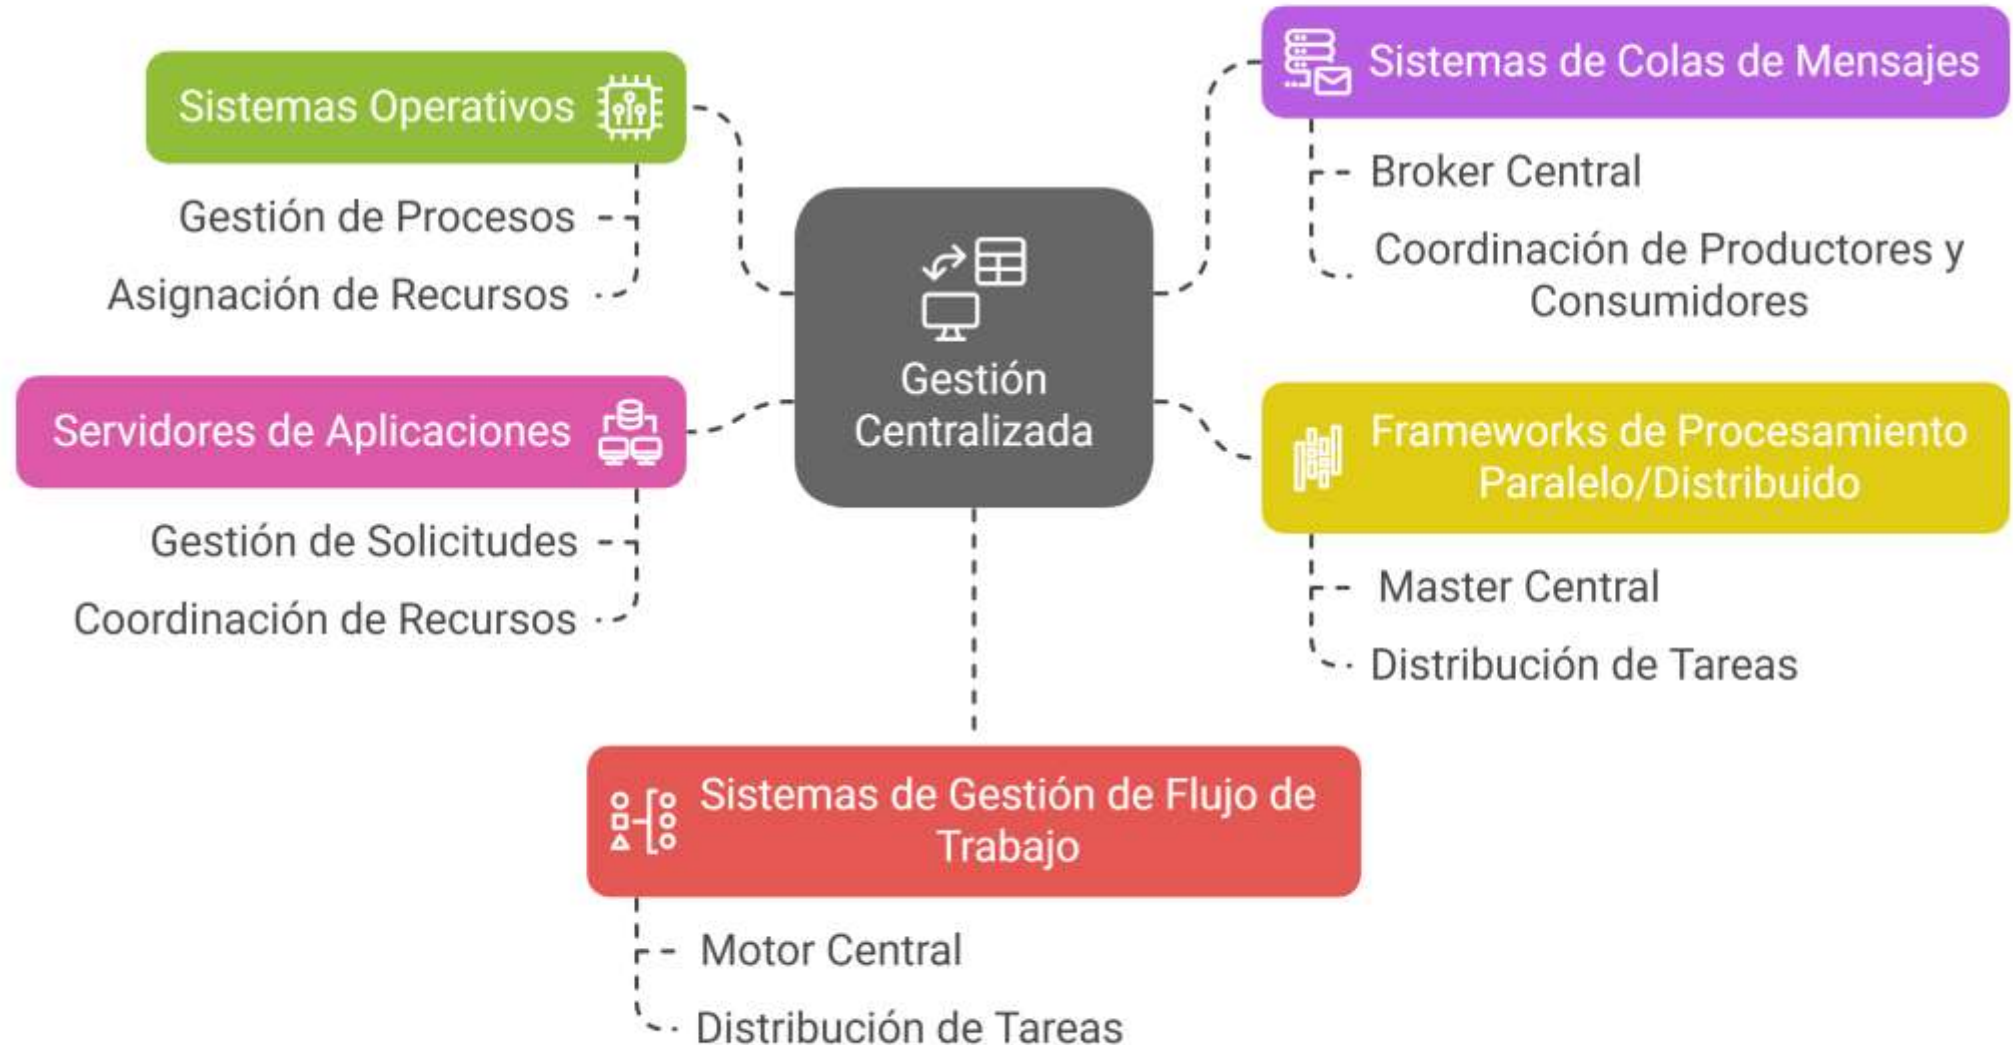 Sistemas Operativos
Gestión de Procesos
Asignación de Recursos
Servidores de Aplicaciones
Gestión de Solicitudes
Coordinación de Recursos
Gestión
Centralizada
Sistemas de Colas de Mensajes
Broker Central
Coordinación de Productores y
Consumidores
Frameworks de Procesamiento
Paralelo/Distribuido
Master Central
Distribución de Tareas
Sistemas de Gestión de Flujo de
Trabajo
Motor Central
Distribución de Tareas